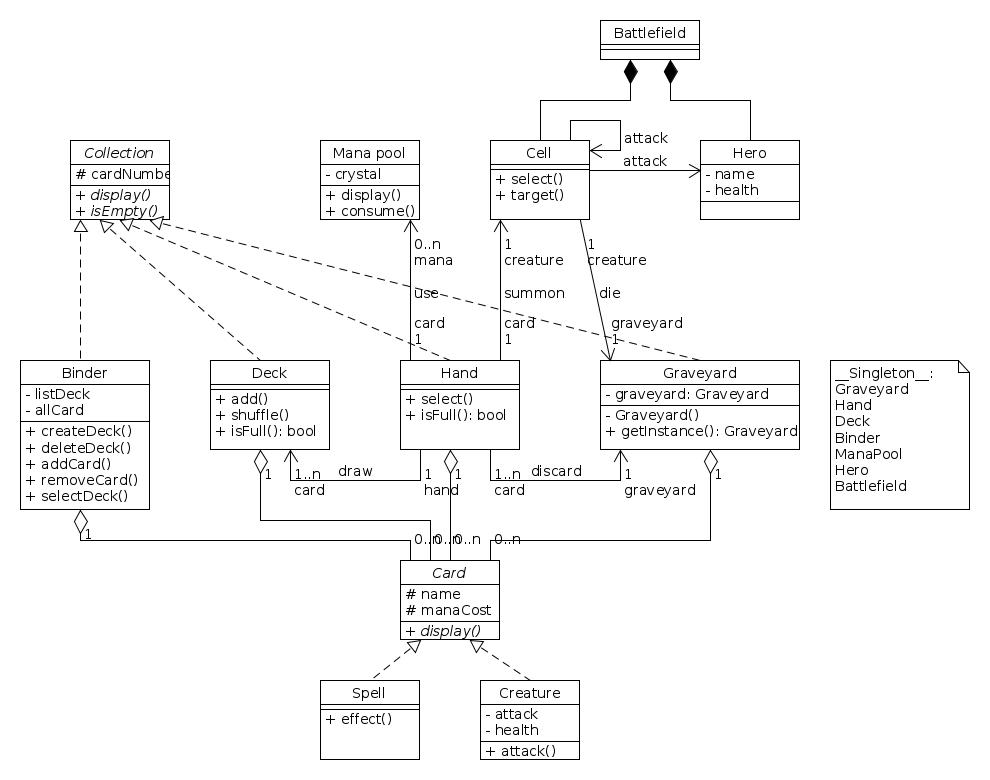 Battlefield
Collection
# cardNumbe
+ display()
+ isEmpty()
Mana pool
- crystal
+ display()
+ consume()
Cell
+ select()
+ target()
attack
attack
Hero
- name
- health
0..n
mana
use
card
1
1
creature
summon
card
1
1
creature
die
graveyard
1
Binder
- listDeck
- allCard
+ createDeck()
+ deleteDeck()
+ addCard()
+ removeCard()
+ selectDeck()
Deck
+ add()
+ shuffle()
+ isFull(): bool
Hand
+ select()
+ isFull(): bool
Graveyard
- graveyard: Graveyard
- Graveyard()
+ getInstance(): Graveyard
__Singleton__:
Graveyard
Hand
Deck
Binder
ManaPool
Hero
Battlefield
1
1..n
card
draw
1
hand
1
1..n
card
discard
1
graveyard
1
1
0..n
0..n
0..n
0..n
Card
# name
# manaCost
+ display()
Spell
+ effect()
Creature
- attack
- health
+ attack()